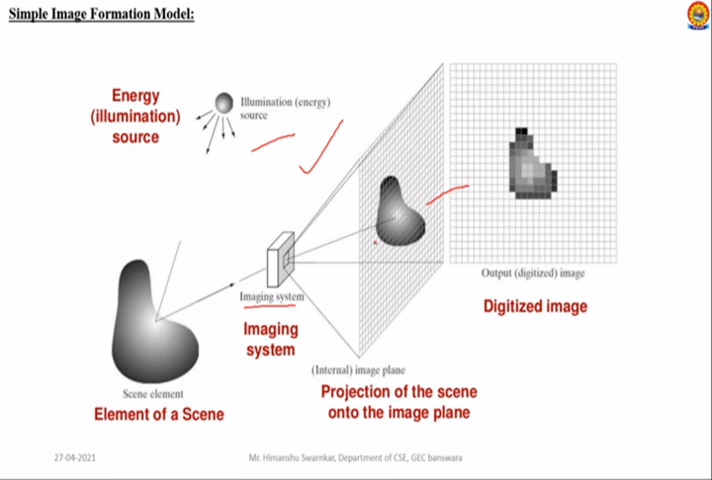 Simple Image Formation Model:
Energy
(illumination)
source
Illumination (energy)
source
Imaging system
Imaging
system
Output (digitized) image
Digitized image
(Internal) image plane
Projection of the scene
onto the image plane
Scene element
Element of a Scene
27-04-2021
Mr. Himanshu Swarnkar, Department of CSE, GEC banswara